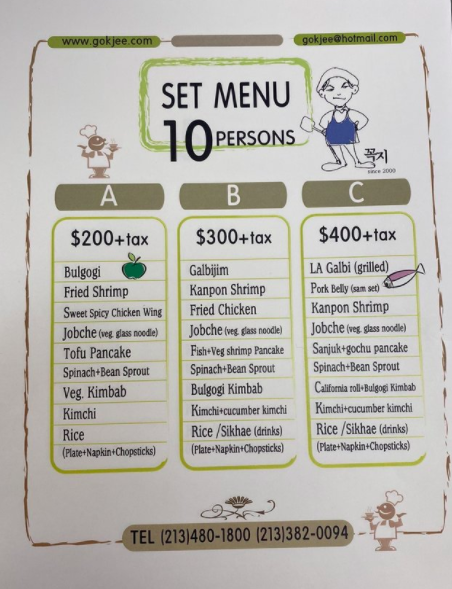 www.gokjee.com
gokjee@hotmail.com
SET MENU
10 PERSONS
꼭지
since 2000
A
B
C
$200+tax
Bulgogi
Fried Shrimp
Sweet Spicy Chicken Wing
Jobche (veg. glass noodle)
Tofu Pancake
Spinach+Bean Sprout
Veg. Kimbab
Kimchi
Rice
(Plate+Napkin+Chopsticks)
$300+tax
Galbijim
Kanpon Shrimp
Fried Chicken
Jobche (veg. glass noodle)
Fish+Veg shrimp Pancake
Spinach+Bean Sprout
Bulgogi Kimbab
Kimchi+cucumber kimchi
Rice /Sikhae (drinks)
(Plate+Napkin+Chopsticks)
$400+tax
LA Galbi (grilled)
Pork Belly (sam set)
Kanpon Shrimp
Jobche (veg. glass noodle)
Sanjuk+gochu pancake
Spinach+Bean Sprout
California roll+Bulgogi Kimbab
Kimchi+cucumber kimchi
Rice /Sikhae (drinks)
(Plate+Napkin+Chopsticks)
TEL (213)480-1800 (213)382-0094